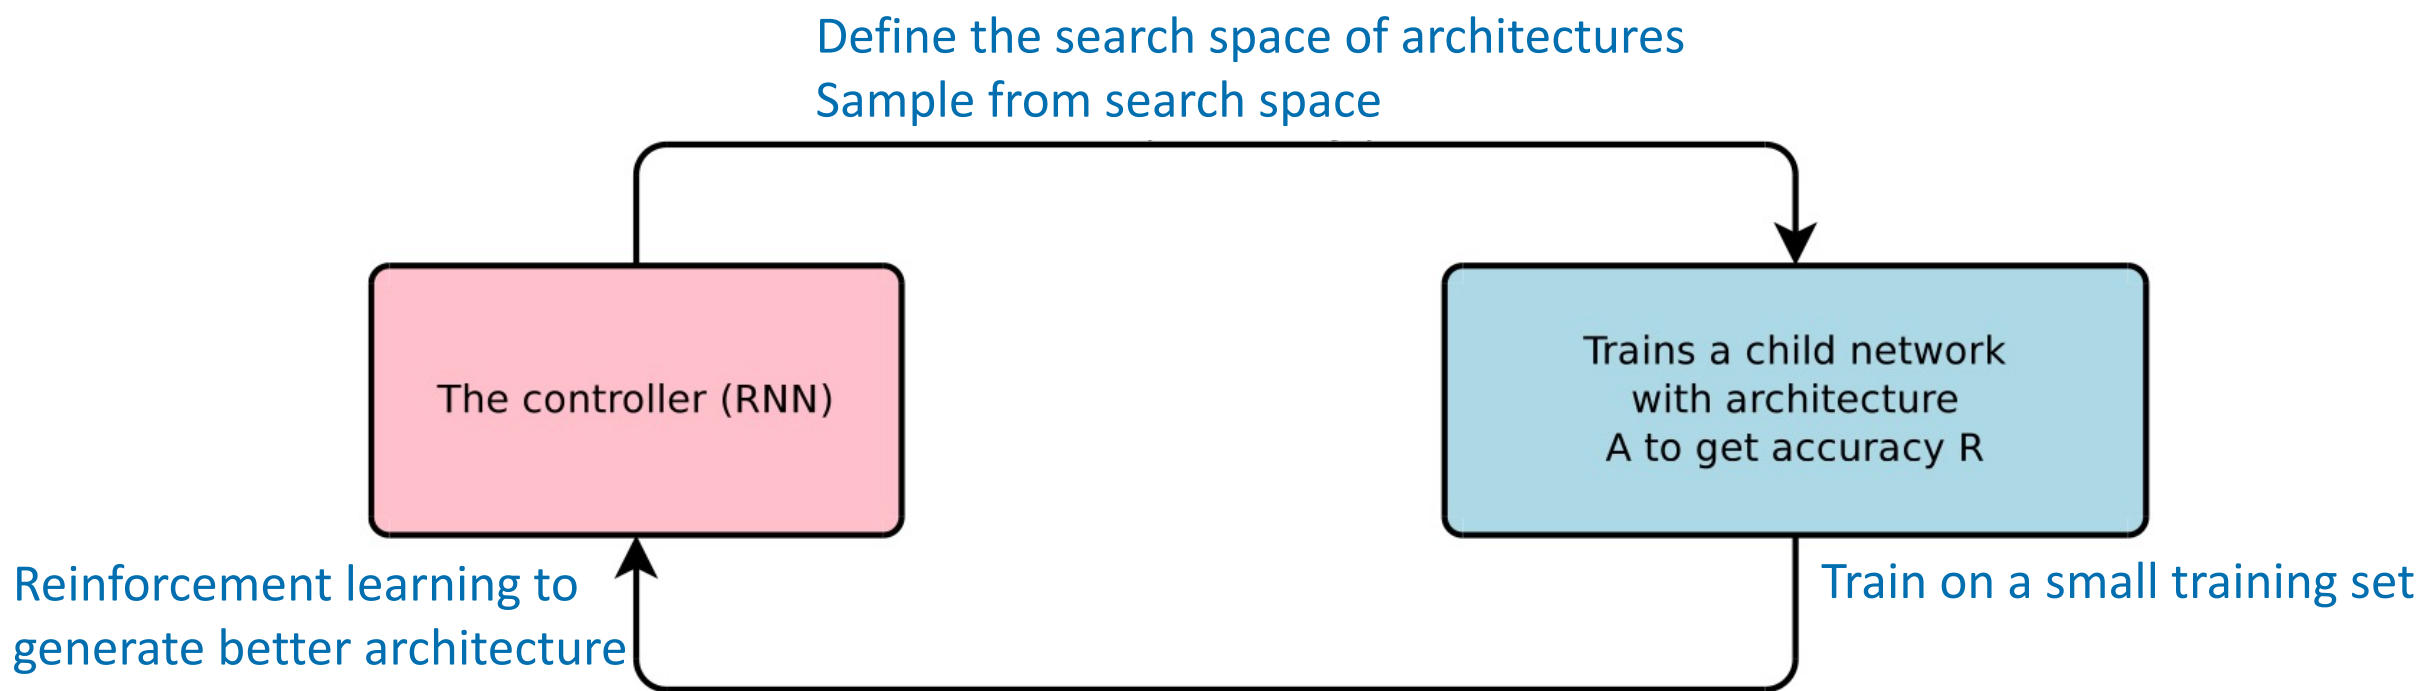 Define the search space of architectures
Sample from search space
The controller (RNN)
Trains a child network
with architecture
A to get accuracy R
Reinforcement learning to
generate better architecture
Train on a small training set